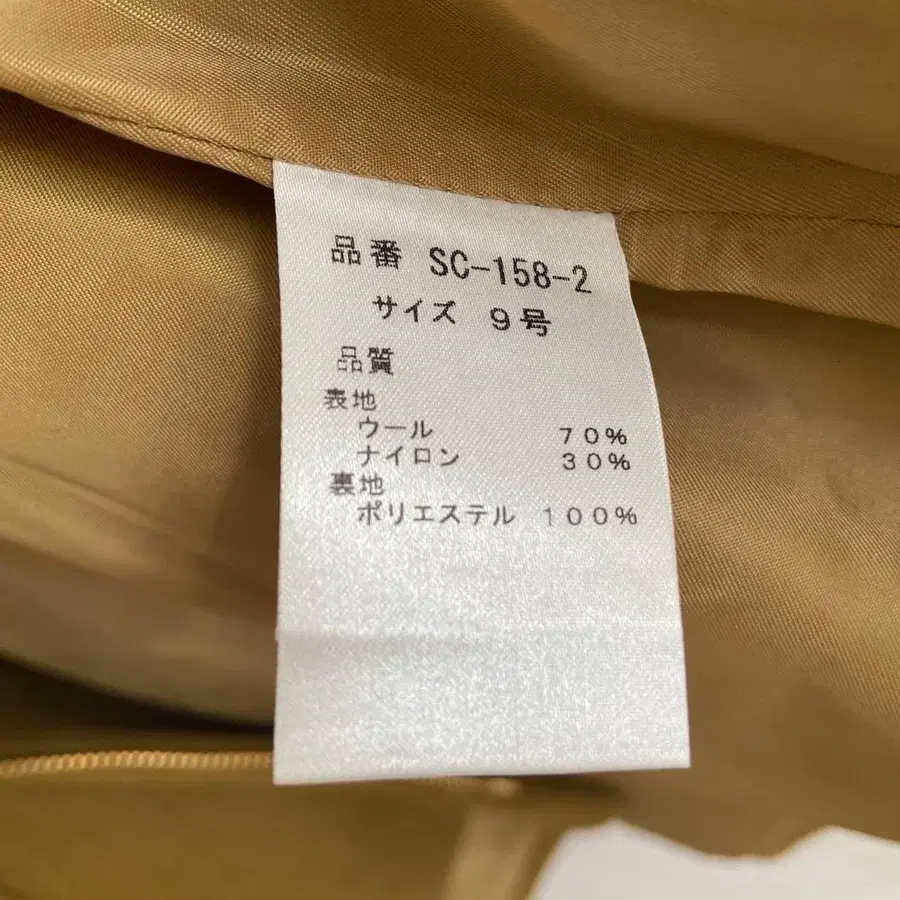 品番 SC-158-2
サイズ 9号
品質
表地
ウール 70%
ナイロン 30%
裏地
ポリエステル 100%